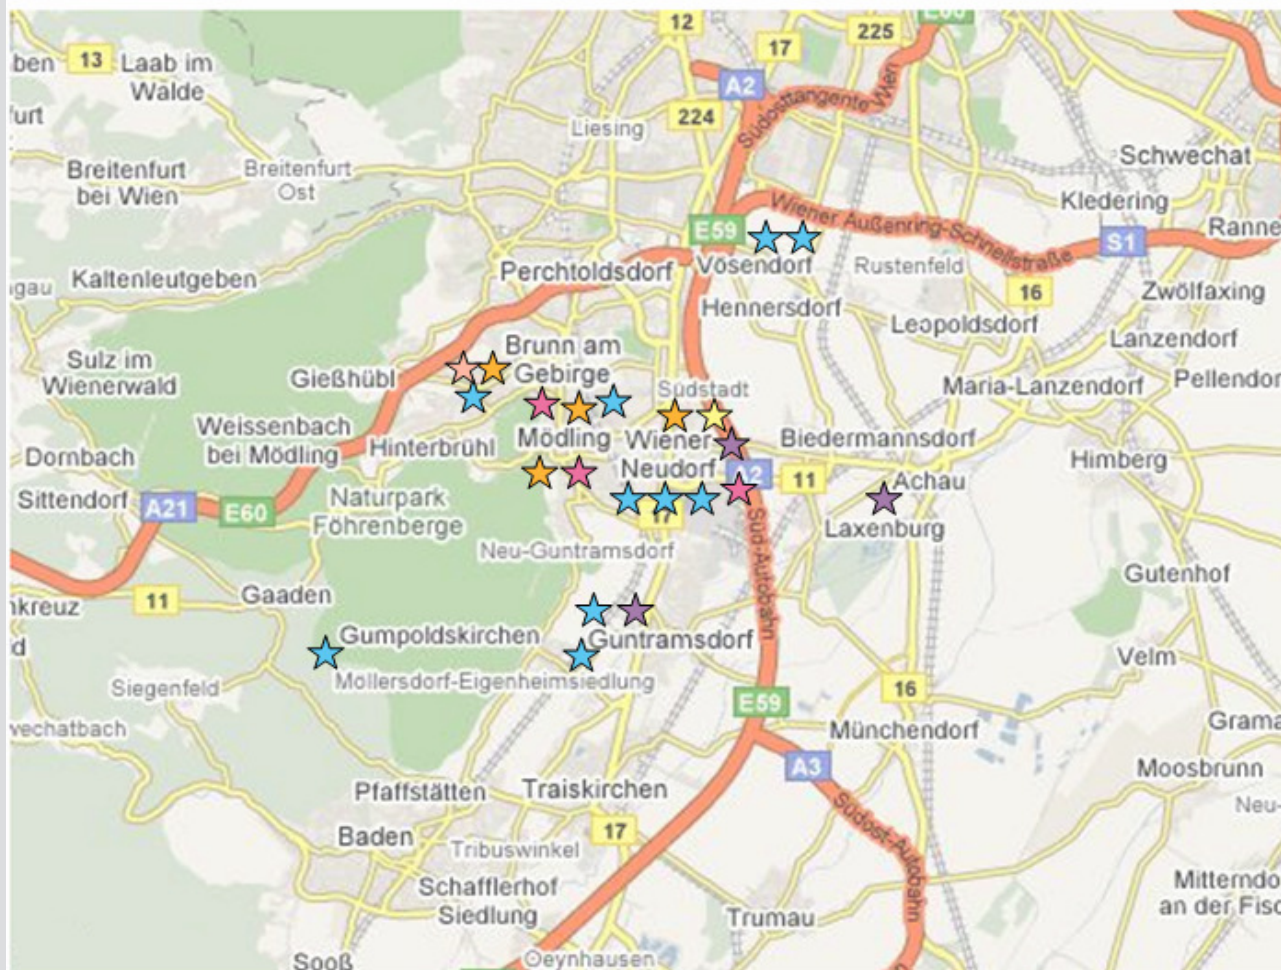 12
E60
17
225
ben
13
Laab im
Walde
A2
Südosttangente Wien
furt
224
Liesing
Breitenfurt
bei Wien
Breitenfurt
Ost
Schwechat
Kledering
Wiener Außenring-Schnellstraße
E59
S1
Ranne
Kaltenleutgeben
Perchtoldsdorf
Vösendorf
Rustenfeld
ngau
16
Zwölfaxing
Hennersdorf
Leopoldsdorf
Lanzendorf
Sulz im
Wienerwald
Gießhübl
Brunn am
Gebirge
Südstadt
Maria-Lanzendorf
Pellendor
Weissenbach
bei Mödling
Hinterbrühl
Mödling
Wiener
Neudorf
Biedermannsdorf
Dornbach
Himberg
A2
11
Achau
Sittendorf
A21
E60
Naturpark
Föhrenberge
17
Laxenburg
Neu-Guntramsdorf
Süd-Autobahn
Gutenhof
nkreuz
11
Gaaden
d
Gumpoldskirchen
Guntramsdorf
Velm
Siegenfeld
Möllersdorf-Eigenheimsiedlung
16
E59
wechatbach
Münchendorf
Grama
A3
Moosbrunn
Pfaffstätten
Traiskirchen
Neu-
Südost-Autobahn
Baden
17
Tribuswinkel
Schafflerhof
Siedlung
Mitterndo
an der Fisc
Trumau
Sooß
Oeynhausen